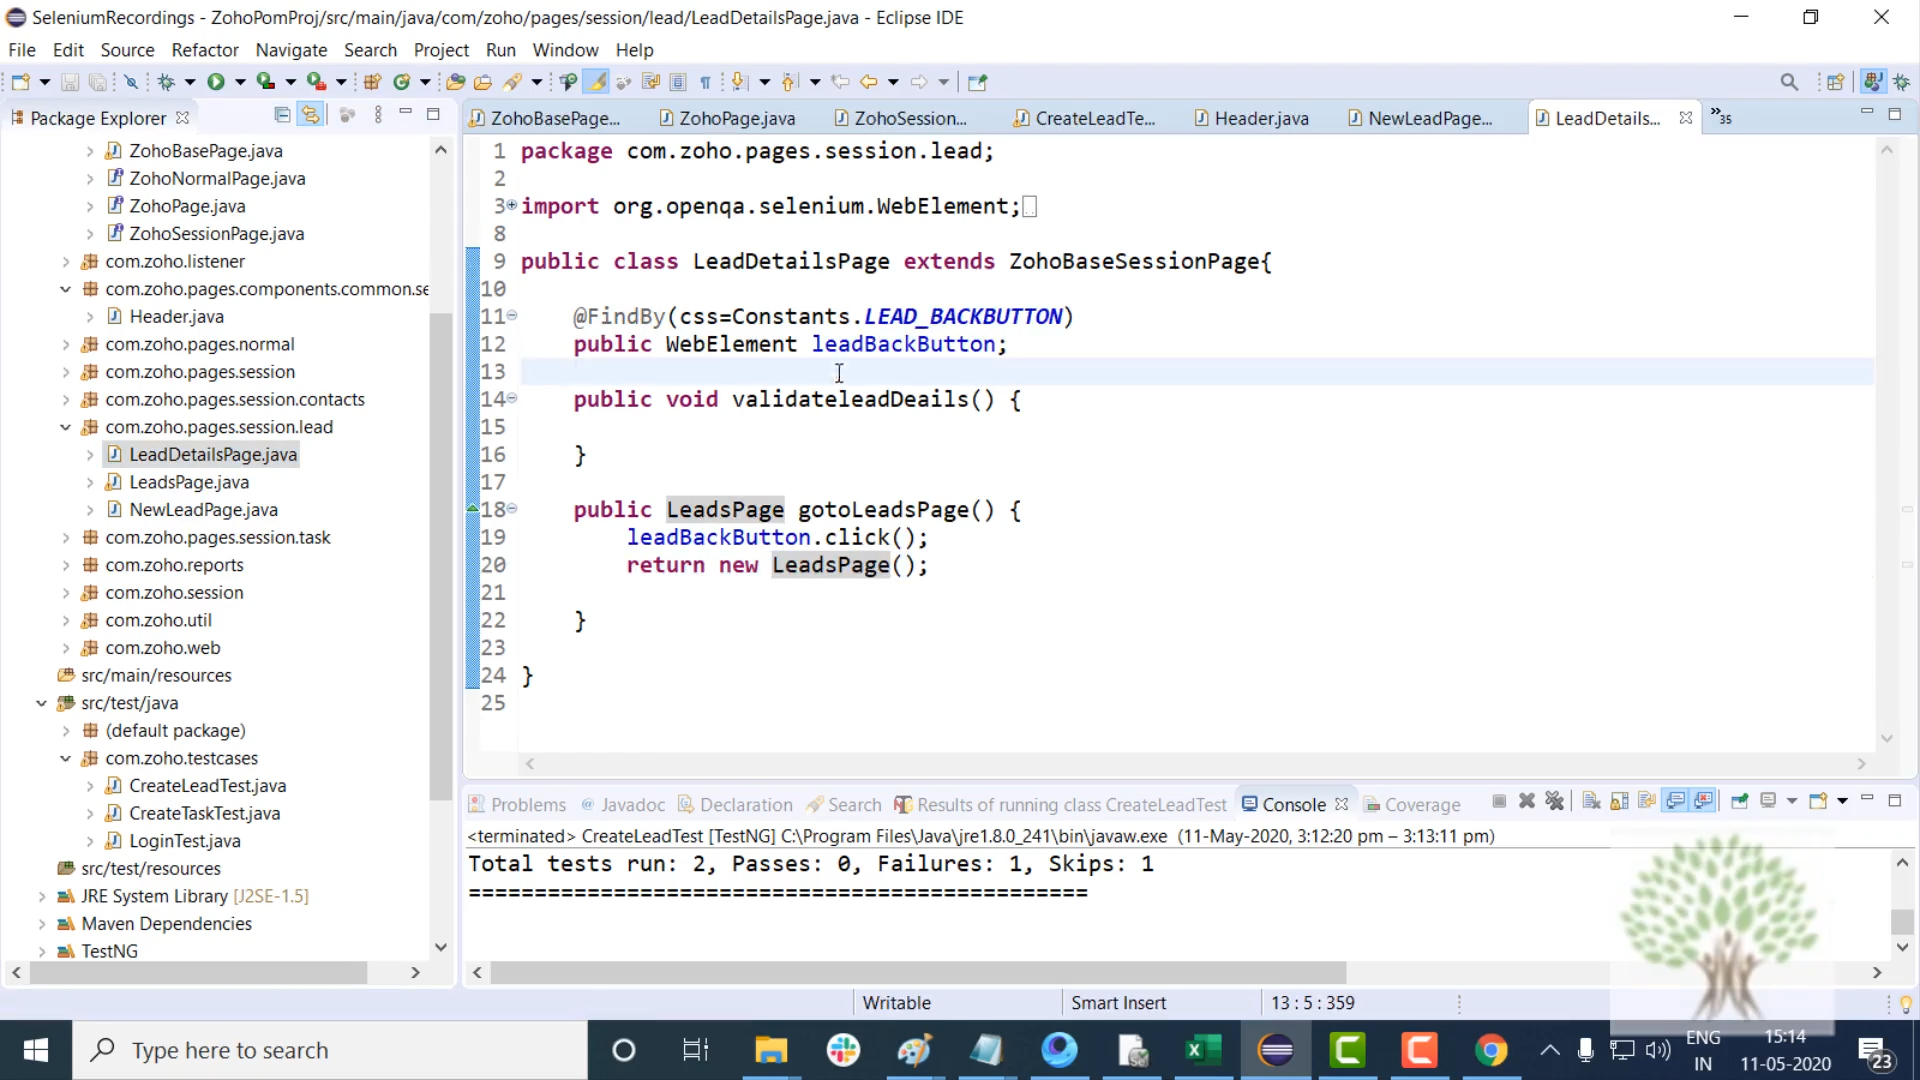 SeleniumRecordings - ZohoPomProj/src/main/java/com/zoho/pages/session/lead/LeadDetailsPage.java - Eclipse IDE
File Edit Source Refactor Navigate Search Project Run Window Help
Package Explorer
ZohoBasePage.java
ZohoNormalPage.java
ZohoPage.java
ZohoSessionPage.java
com.zoho.listener
com.zoho.pages.components.common.se
Header.java
com.zoho.pages.normal
com.zoho.pages.session
com.zoho.pages.session.contacts
com.zoho.pages.session.lead
LeadDetailsPage.java
LeadsPage.java
NewLeadPage.java
com.zoho.pages.session.task
com.zoho.reports
com.zoho.session
com.zoho.util
com.zoho.web
src/main/resources
src/test/java
(default package)
com.zoho.testcases
CreateLeadTest.java
CreateTaskTest.java
LoginTest.java
src/test/resources
JRE System Library [J2SE-1.5]
Maven Dependencies
TestNG
ZohoBasePage... ZohoPage.java ZohoSession... CreateLeadTe... Header.java NewLeadPage... LeadDetails... »35
1 package com.zoho.pages.session.lead;
2
3 import org.openqa.selenium.WebElement;
8
9 public class LeadDetailsPage extends ZohoBaseSessionPage{
10
11 @FindBy(css=Constants.LEAD_BACKBUTTON)
12 public WebElement leadBackButton;
13
14 public void validateleadDeails() {
15
16 }
17
18 public LeadsPage gotoLeadsPage() {
19 leadBackButton.click();
20 return new LeadsPage();
21
22 }
23
24 }
25
Problems Javadoc Declaration Search Results of running class CreateLeadTest Console Coverage
<terminated> CreateLeadTest [TestNG] C:\Program Files\Java\jre1.8.0_241\bin\javaw.exe (11-May-2020, 3:12:20 pm – 3:13:11 pm)
Total tests run: 2, Passes: 0, Failures: 1, Skips: 1
===============================================
Writable Smart Insert 13 : 5 : 359
Type here to search
ENG
IN
15:14
11-05-2020
23